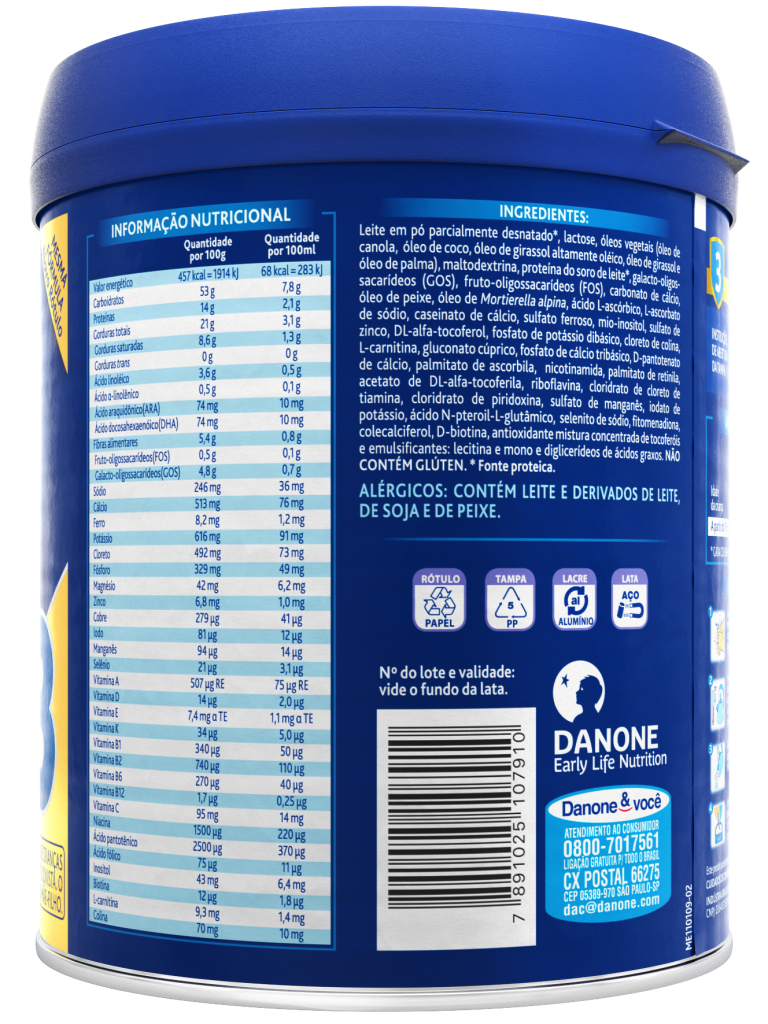 MESMA
FÓRMULA
INFORMAÇÃO NUTRICIONAL
Quantidade por 100g Quantidade por 100ml
Valor energético 457 kcal = 1914 kJ 68 kcal = 283 kJ
Carboidratos 53 g 7,8 g
Proteínas 14 g 2,1 g
Gorduras totais 21 g 3,1 g
Gorduras saturadas 8,6 g 1,3 g
Gorduras trans 0 g 0 g
Ácido linoléico 3,6 g 0,5 g
Ácido α-linolênico 0,5 g 0,1 g
Ácido araquidônico(ARA) 74 mg 10 mg
Ácido docosahexaenóico(DHA) 74 mg 10 mg
Fibras alimentares 5,4 g 0,8 g
Fruto-oligossacarídeos(FOS) 0,5 g 0,1 g
Galacto-oligossacarídeos(GOS) 4,8 g 0,7 g
Sódio 246 mg 36 mg
Cálcio 513 mg 76 mg
Ferro 8,2 mg 1,2 mg
Potássio 616 mg 91 mg
Cloreto 492 mg 73 mg
Fósforo 329 mg 49 mg
Magnésio 42 mg 6,2 mg
Zinco 6,8 mg 1,0 mg
Cobre 279 µg 41 µg
Iodo 81 µg 12 µg
Manganês 94 µg 14 µg
Selênio 21 µg 3,1 µg
Vitamina A 507 µg RE 75 µg RE
Vitamina D 14 µg 2,0 µg
Vitamina E 7,4 mg α TE 1,1 mg α TE
Vitamina K 34 µg 5,0 µg
Vitamina B1 340 µg 50 µg
Vitamina B2 740 µg 110 µg
Vitamina B6 270 µg 40 µg
Vitamina B12 1,7 µg 0,25 µg
Vitamina C 95 mg 14 mg
Niacina 1500 µg 220 µg
Ácido pantotênico 2500 µg 370 µg
Ácido fólico 75 µg 11 µg
Inositol 43 mg 6,4 mg
Biotina 12 µg 1,8 µg
L-carnitina 9,3 mg 1,4 mg
Colina 70 mg 10 mg
INGREDIENTES:
Leite em pó parcialmente desnatado*, lactose, óleos vegetais (óleo de
canola, óleo de coco, óleo de girassol altamente oléico, óleo de girassol e
óleo de palma), maltodextrina, proteína do soro de leite*, galacto-oligos-
sacarídeos (GOS), fruto-oligossacarídeos (FOS), carbonato de cálcio,
óleo de peixe, óleo de Mortierella alpina, ácido L-ascórbico, L-ascorbato
de sódio, caseinato de cálcio, sulfato ferroso, mio-inositol, sulfato de
zinco, DL-alfa-tocoferol, fosfato de potássio dibásico, cloreto de colina,
L-carnitina, gluconato cúprico, fosfato de cálcio tribásico, D-pantotenato
de cálcio, palmitato de ascorbila, nicotinamida, palmitato de retinila,
acetato de DL-alfa-tocoferila, riboflavina, cloridrato de cloreto de
tiamina, cloridrato de piridoxina, sulfato de manganês, iodato de
potássio, ácido N-pteroil-L-glutâmico, selenito de sódio, fitomenadiona,
colecalciferol, D-biotina, antioxidante mistura concentrada de tocoferóis
e emulsificantes: lecitina e mono e diglicerídeos de ácidos graxos. NÃO
CONTÉM GLÚTEN. * Fonte proteica.
ALÉRGICOS: CONTÉM LEITE E DERIVADOS DE LEITE,
DE SOJA E DE PEIXE.
RÓTULO TAMPA LACRE LATA
5 al AÇO
PAPEL PP ALUMÍNIO
Nº do lote e validade:
vide o fundo da lata.
7 891025 107910
DANONE
Early Life Nutrition
Danone & você
ATENDIMENTO AO CONSUMIDOR
0800-7017561
LIGAÇÃO GRATUITA P/ TODO O BRASIL
CX POSTAL 66275
CEP 05389-970 SÃO PAULO-SP
dac@danone.com
ME110109-02
3
1
2
3
4